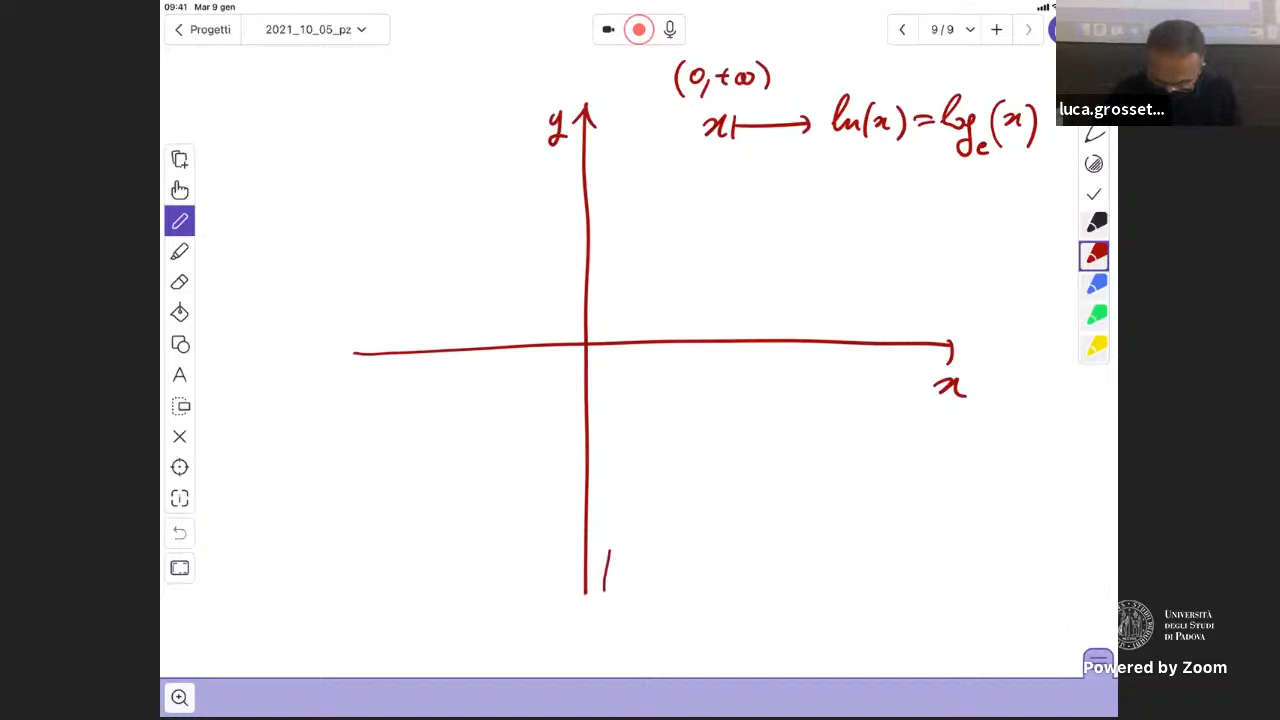 09:41 Mar 9 gen
Progetti
2021_10_05_pz
9/9
luca.grosset...
(0,+∞)
x ↦ ln(x)=log_e(x)
y
x
UNIVERSITÀ
DEGLI STUDI
DI PADOVA
Powered by Zoom